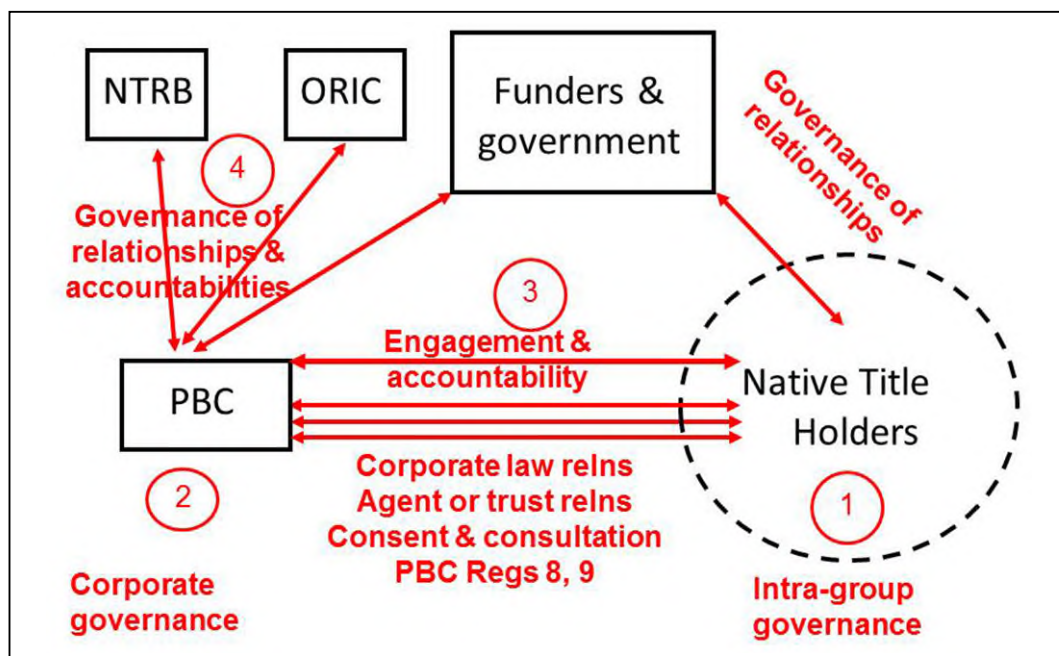 NTRB
ORIC
Funders &
government
Governance of
relationships
4
Governance of
relationships &
accountabilities
3
Engagement &
accountability
PBC
Native Title
Holders
2
Corporate law relns
Agent or trust relns
Consent & consultation
PBC Regs 8, 9
1
Corporate
governance
Intra-group
governance